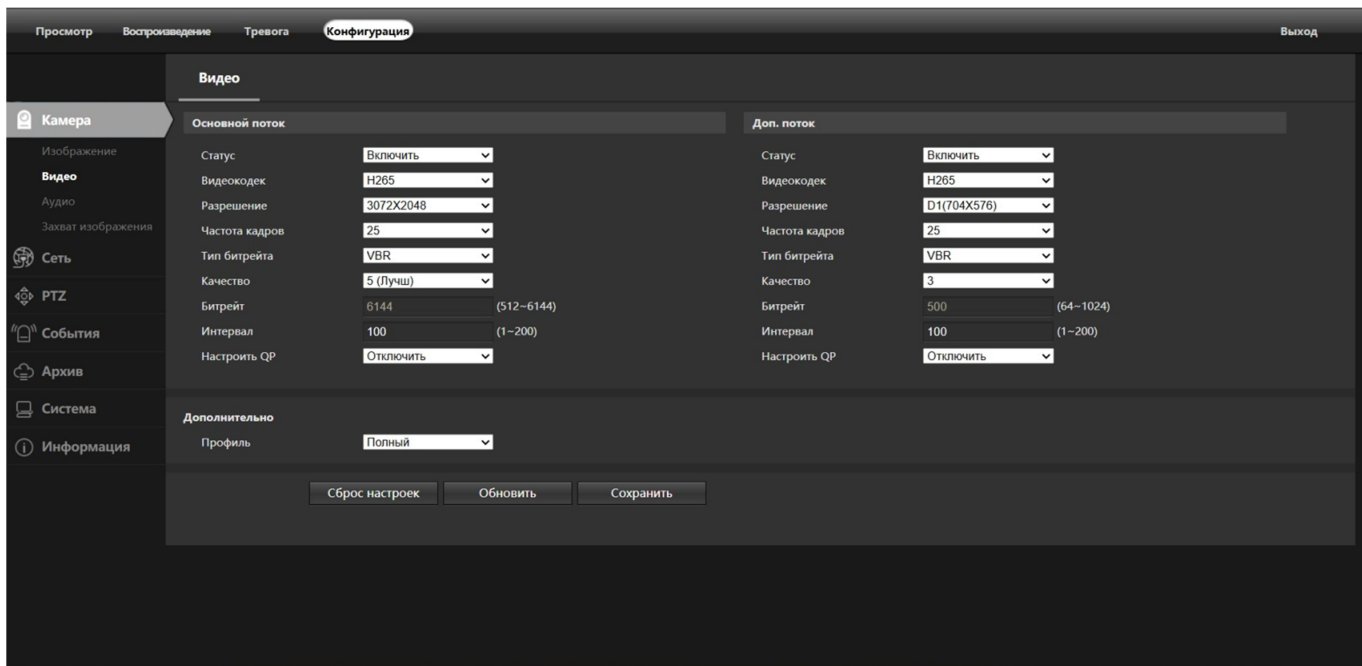 Просмотр Воспроизведение Тревога Конфигурация Выход
Видео
Камера
Изображение
Видео
Аудио
Захват изображения
Сеть
PTZ
События
Архив
Система
Информация
Основной поток
Статус Включить
Видеокодек H265
Разрешение 3072X2048
Частота кадров 25
Тип битрейта VBR
Качество 5 (Лучш)
Битрейт 6144 (512~6144)
Интервал 100 (1~200)
Настроить QP Отключить
Доп. поток
Статус Включить
Видеокодек H265
Разрешение D1(704X576)
Частота кадров 25
Тип битрейта VBR
Качество 3
Битрейт 500 (64~1024)
Интервал 100 (1~200)
Настроить QP Отключить
Дополнительно
Профиль Полный
Сброс настроек Обновить Сохранить